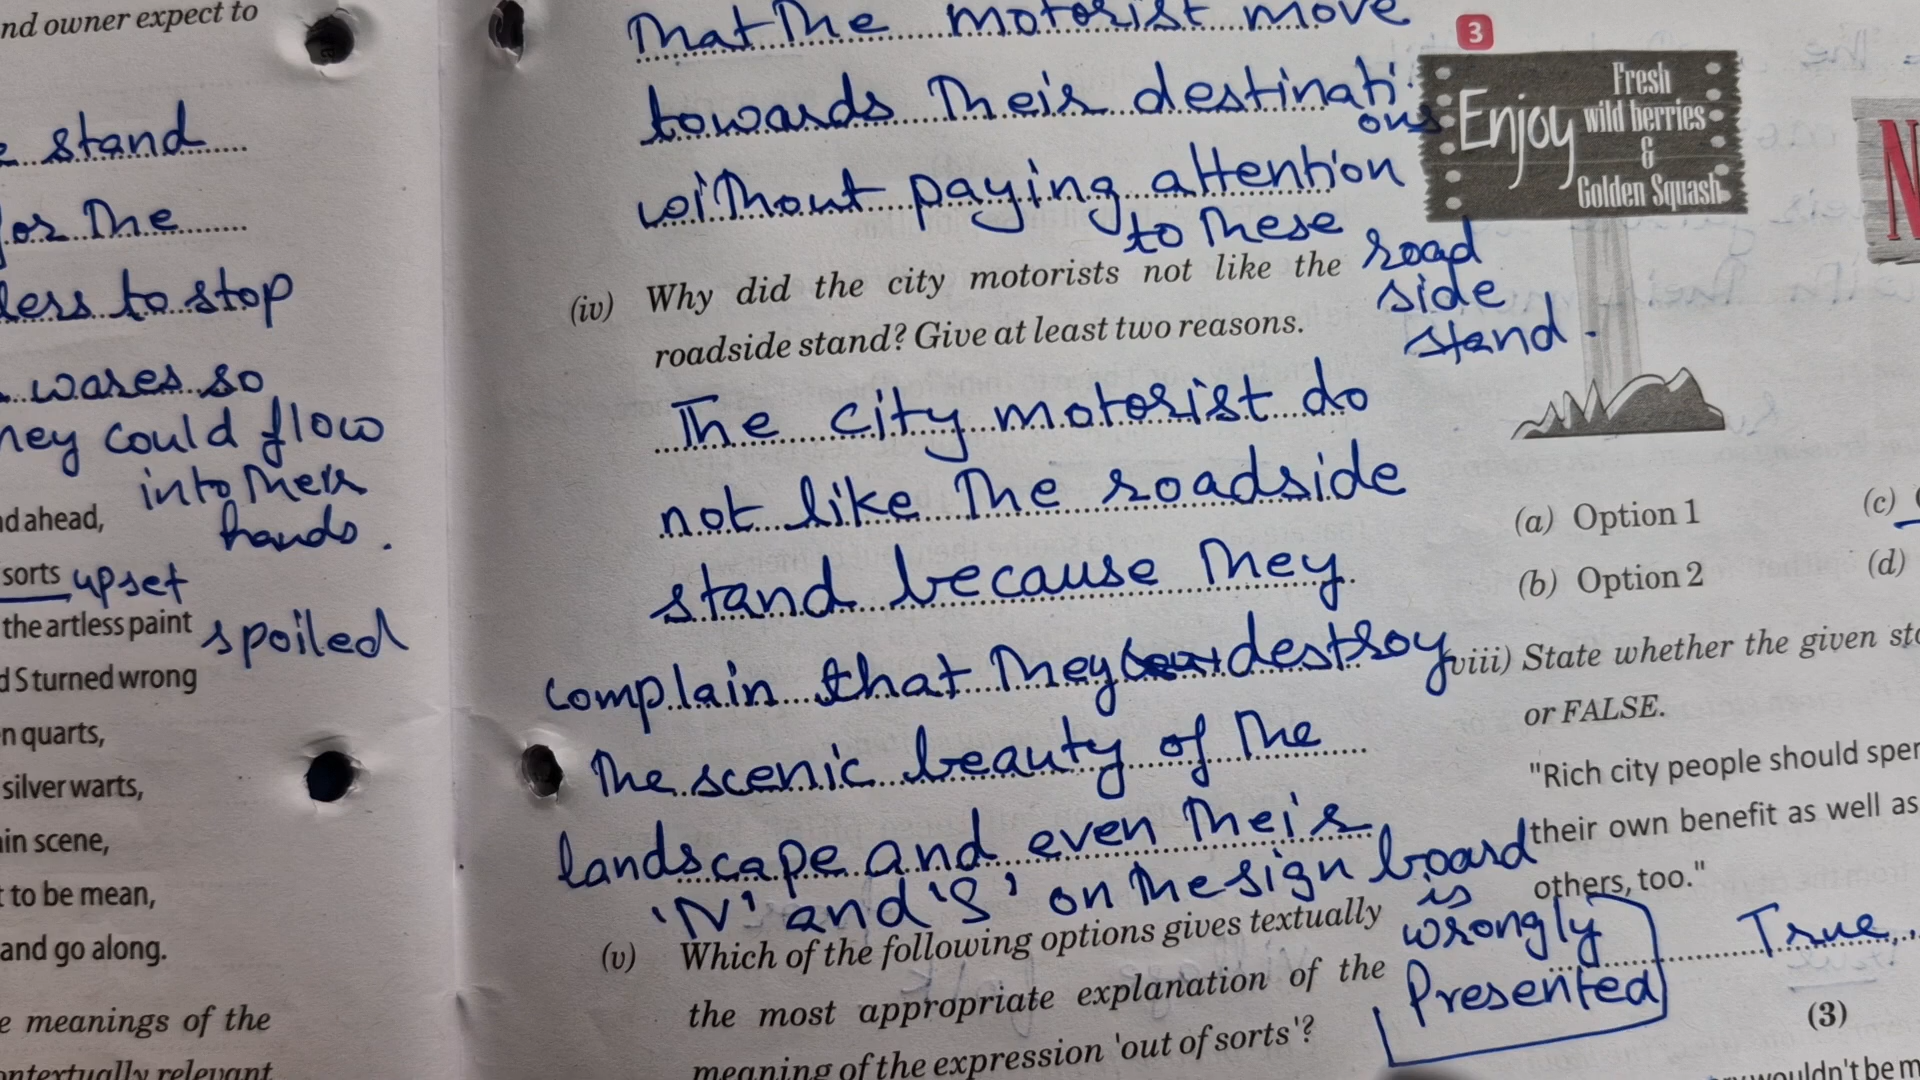 nd owner expect to
stand
for the
to stop
wares so
they could flow
into their
hands.
d ahead,
sorts upset
the artless paint spoiled
d S turned wrong
n quarts,
silver warts,
in scene,
t to be mean,
and go along.
e meanings of the
ontextually relevant
that the motorist move
towards their destinati
ons
without paying attention
to these road
side
stand.
(iv) Why did the city motorists not like the
roadside stand? Give at least two reasons.
The city motorist do
not like the roadside
stand because they
complain that they destroy
the scenic beauty of the
landscape and even their
'N' and 'S' on the sign board
is
wrongly
Presented
(v) Which of the following options gives textually
the most appropriate explanation of the
meaning of the expression 'out of sorts'?
3
Enjoy
Fresh
wild berries
&
Golden Squash
N
(a) Option 1 (c)
(b) Option 2 (d)
viii) State whether the given st
or FALSE.
"Rich city people should spen
their own benefit as well as
others, too."
True
(3)
wouldn't be m